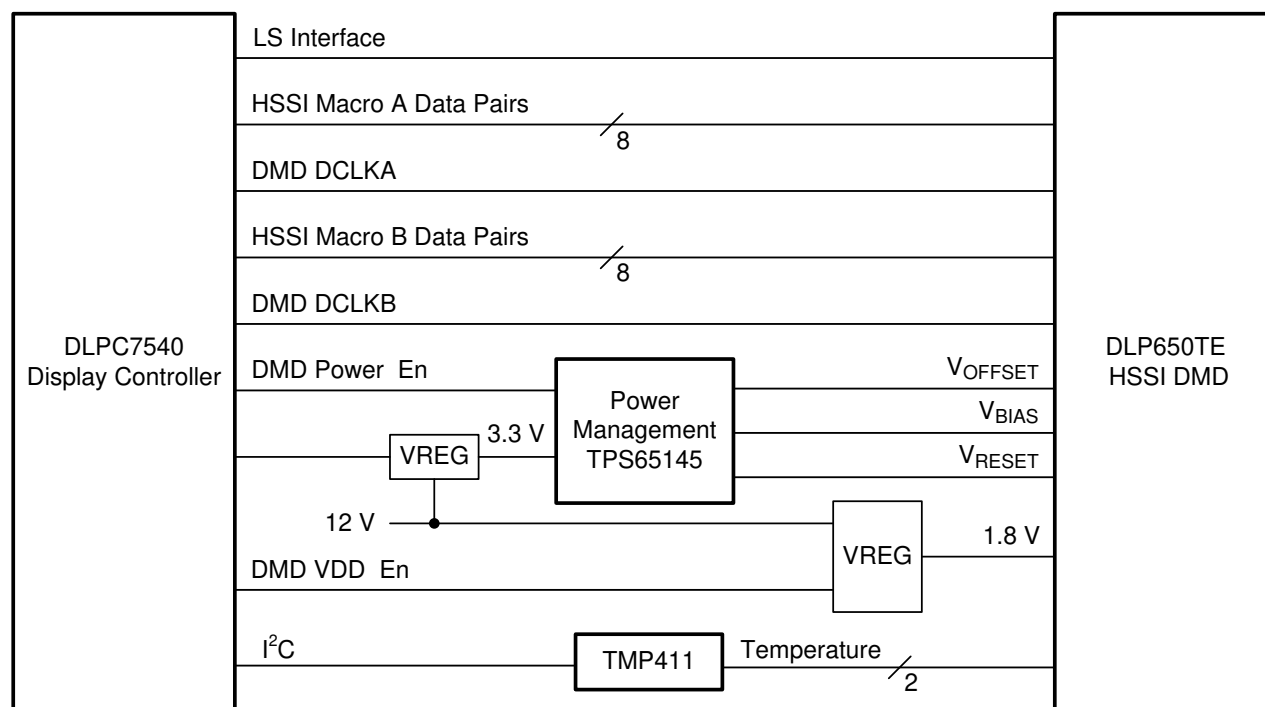 LS Interface
HSSI Macro A Data Pairs
8
DMD DCLKA
HSSI Macro B Data Pairs
8
DMD DCLKB
DLPC7540
Display Controller
DLP650TE
HSSI DMD
DMD Power En
Power
Management
TPS65145
VOFFSET
VBIAS
VRESET
VREG
3.3 V
12 V
VREG
1.8 V
DMD VDD En
I²C
TMP411
Temperature
2